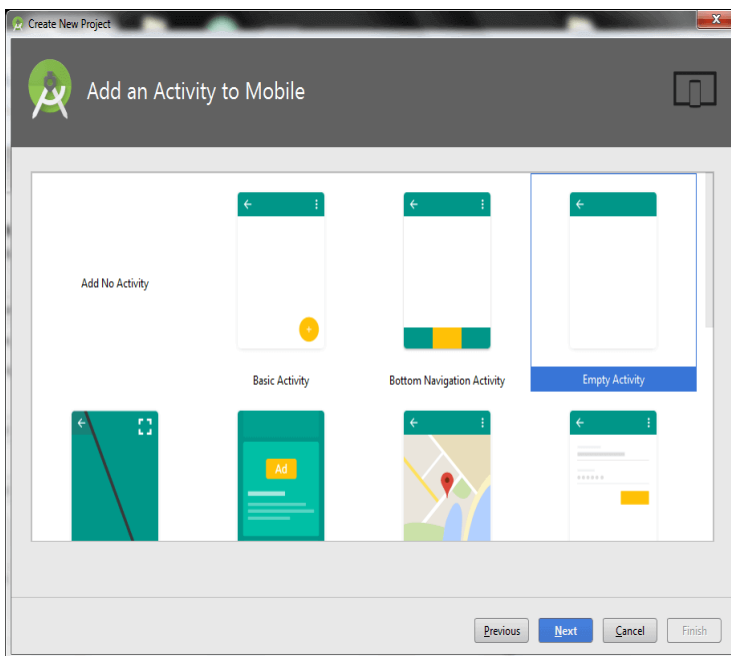 Create New Project
X
Add an Activity to Mobile
Add No Activity
Basic Activity
Bottom Navigation Activity
Empty Activity
Ad
Previous
Next
Cancel
Finish